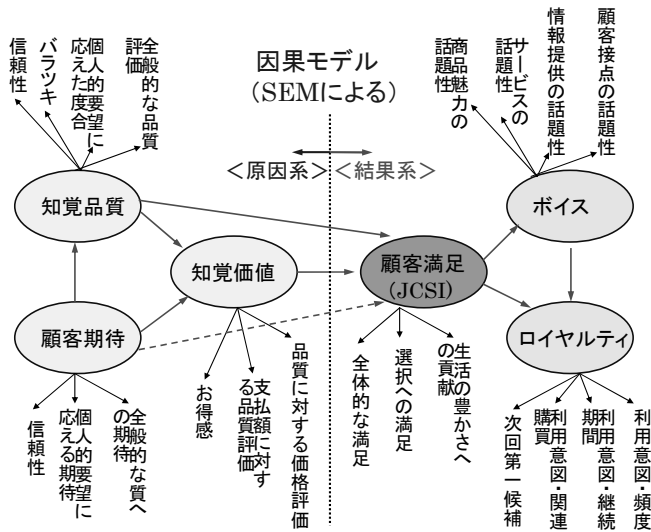 因果モデル
（SEMによる）
＜原因系＞
＜結果系＞
信頼性
バラツキ
個人的要望に
応えた度合
全般的な品質
評価
知覚品質
知覚価値
顧客期待
信頼性
個人的要望に
応える期待
全般的な質へ
の期待
お得感
支払額に対す
る品質評価
品質に対する価格評価
顧客満足
(JCSI)
全体的な満足
選択への満足
生活の豊かさへ
の貢献
商品魅力の
話題性
サービスの
話題性
情報提供の話題性
顧客接点の話題性
ボイス
ロイヤルティ
次回第一候補
利用意図・関連
購買
利用意図・継続
期間
利用意図・頻度